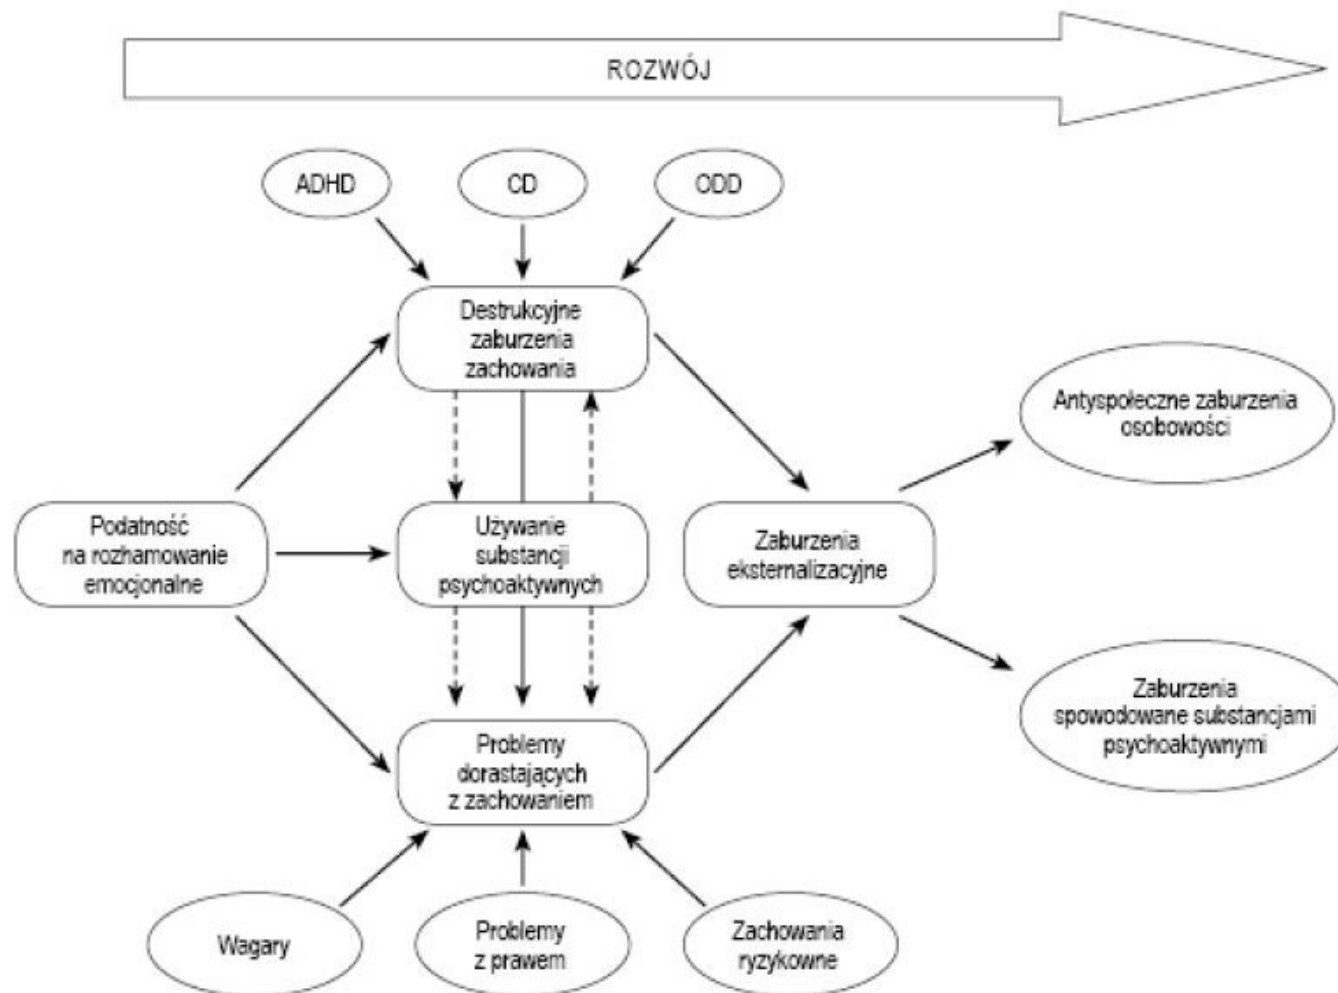 ROZWÓJ
ADHD
CD
ODD
Destrukcyjne
zaburzenia
zachowania
Antyspołeczne zaburzenia
osobowości
Podatność
na rozhamowanie
emocjonalne
Używanie
substancji
psychoaktywnych
Zaburzenia
eksternalizacyjne
Zaburzenia
spowodowane substancjami
psychoaktywnymi
Problemy
dorastających
z zachowaniem
Wagary
Problemy
z prawem
Zachowania
ryzykowne